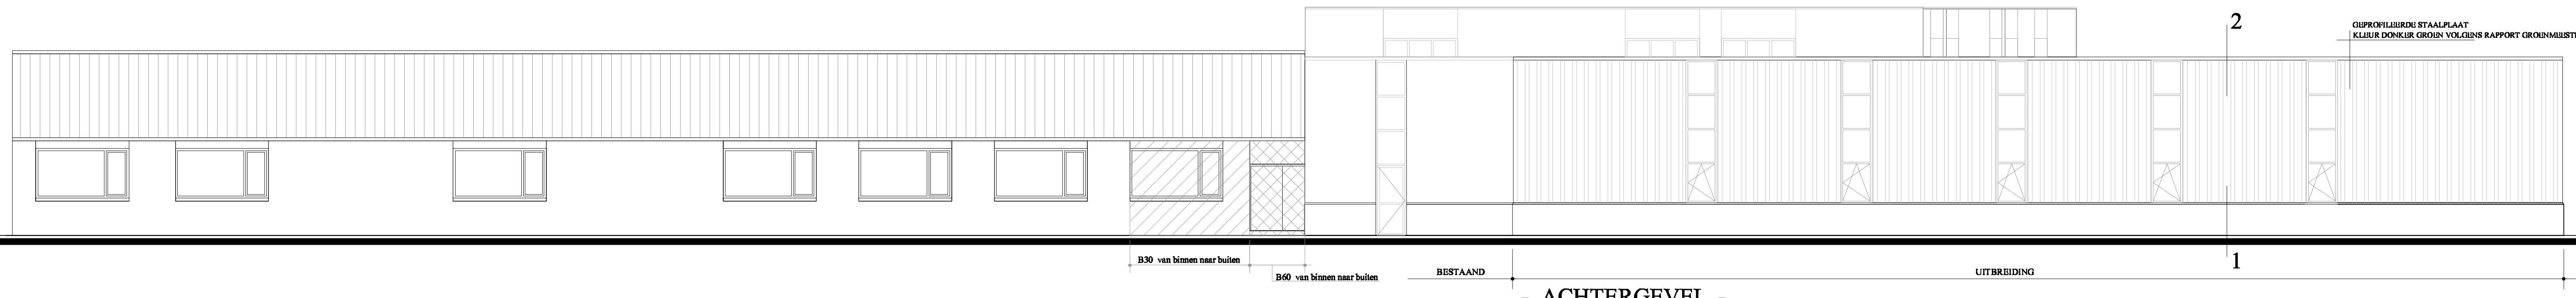 2
GEPROFILEERDE STAALPLAAT
KLEUR DONKER GROEN VOLGENS RAPPORT
B30 van binnen naar buiten
B60 van binnen naar buiten
BESTAAND
UITBREIDING
1
ACHTERGEVEL